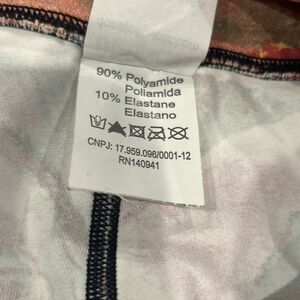 90% Polyamide
Poliamida
10% Elastane
Elastano
CNPJ: 17.959.096/0001-12
RN140941